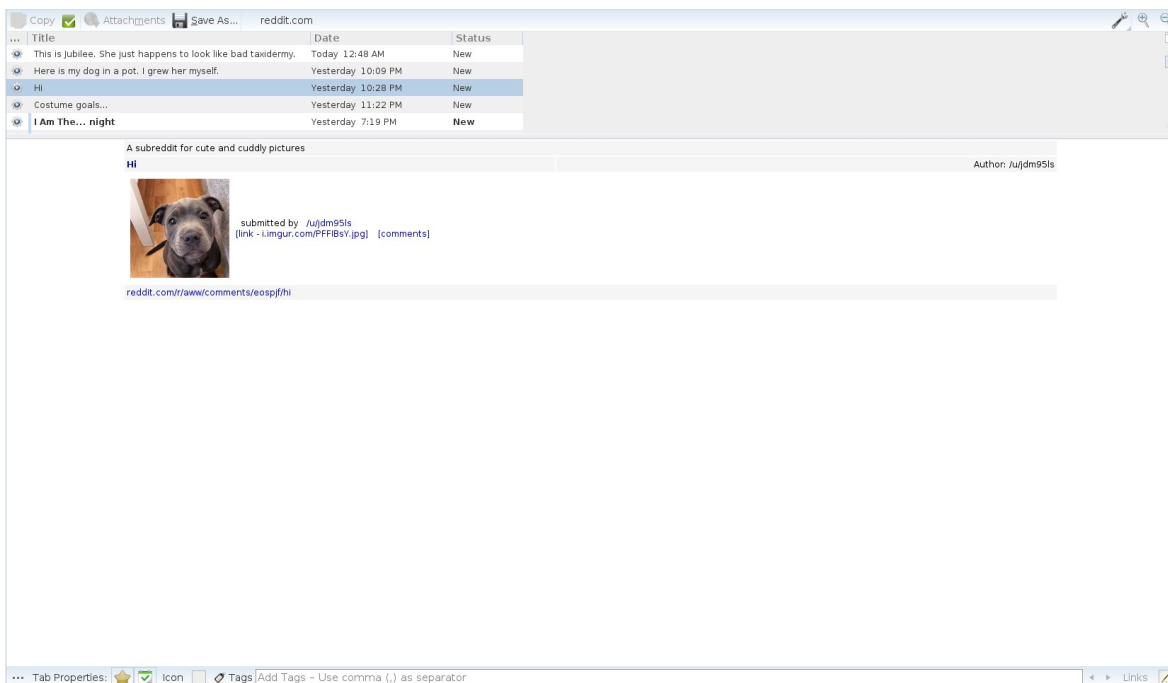 Copy Attachments Save As... reddit.com
... Title Date Status
This is Jubilee. She just happens to look like bad taxidermy. Today 12:48 AM New
Here is my dog in a pot. I grew her myself. Yesterday 10:09 PM New
Hi Yesterday 10:28 PM New
Costume goals... Yesterday 11:22 PM New
I Am The... night Yesterday 7:19 PM New
A subreddit for cute and cuddly pictures
Hi Author: /u/jdm95ls
submitted by /u/jdm95ls
[link - i.imgur.com/PFFIBsY.jpg] [comments]
reddit.com/r/aww/comments/eospjf/hi
... Tab Properties: Icon Tags Add Tags – Use comma (,) as separator Links